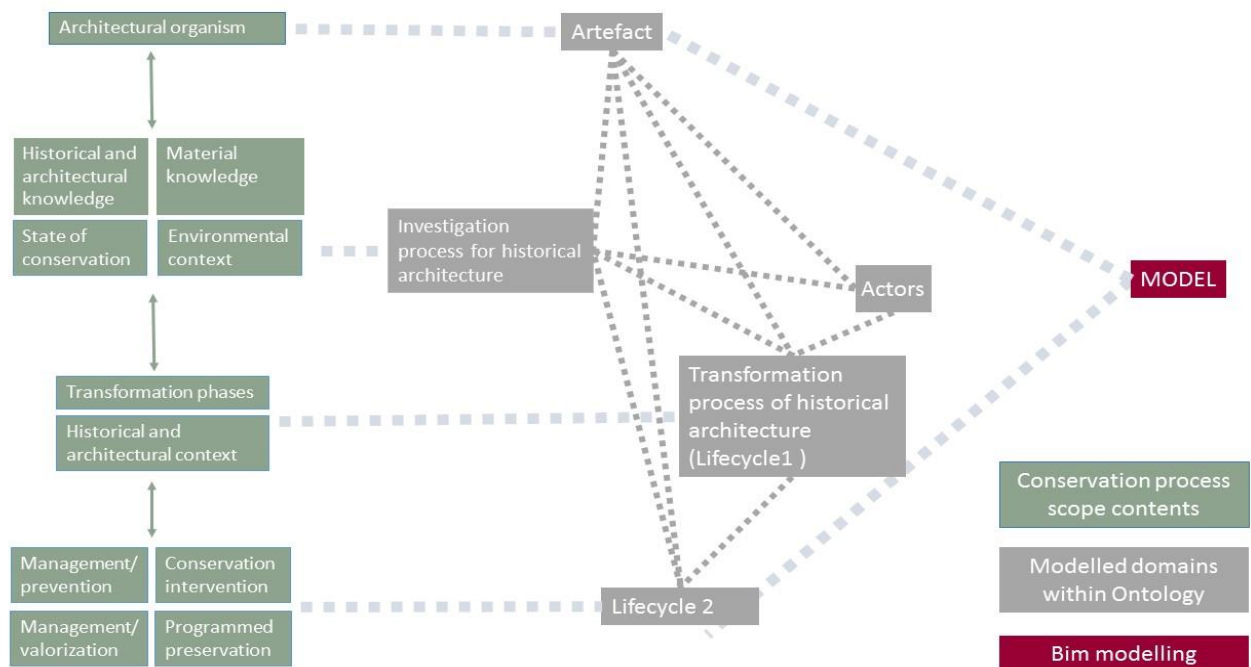 Architectural organism
Artefact
Historical and
architectural
knowledge
Material
knowledge
State of
conservation
Environmental
context
Investigation
process for historical
architecture
Actors
MODEL
Transformation phases
Historical and
architectural context
Transformation
process of historical
architecture
(Lifecycle1 )
Management/
prevention
Conservation
intervention
Management/
valorization
Programmed
preservation
Lifecycle 2
Conservation process
scope contents
Modelled domains
within Ontology
Bim modelling